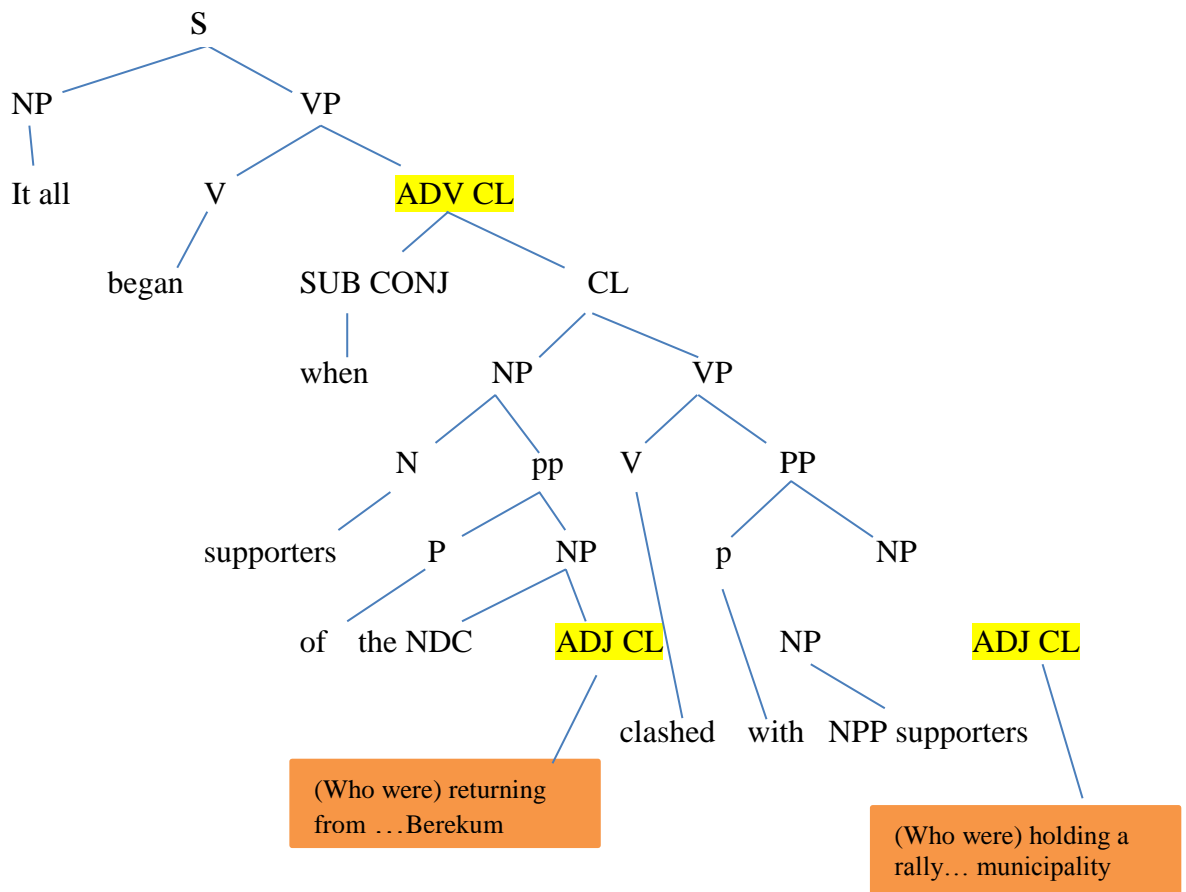 S
NP VP
It all V ADV CL
began SUB CONJ CL
when NP VP
N pp V PP
supporters P NP p NP
of the NDC ADJ CL NP ADJ CL
clashed with NPP supporters
(Who were) returning
from …Berekum
(Who were) holding a
rally… municipality